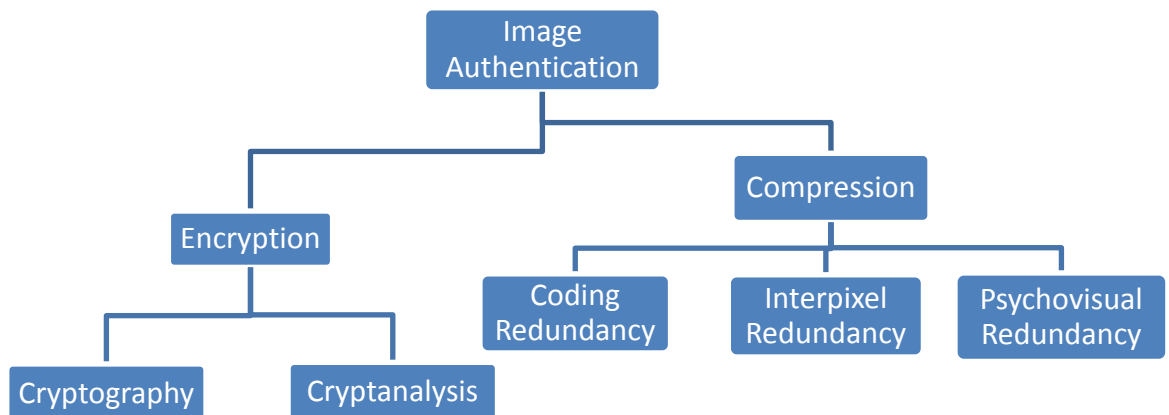 Image
Authentication
Compression
Encryption
Coding
Redundancy
Interpixel
Redundancy
Psychovisual
Redundancy
Cryptography
Cryptanalysis